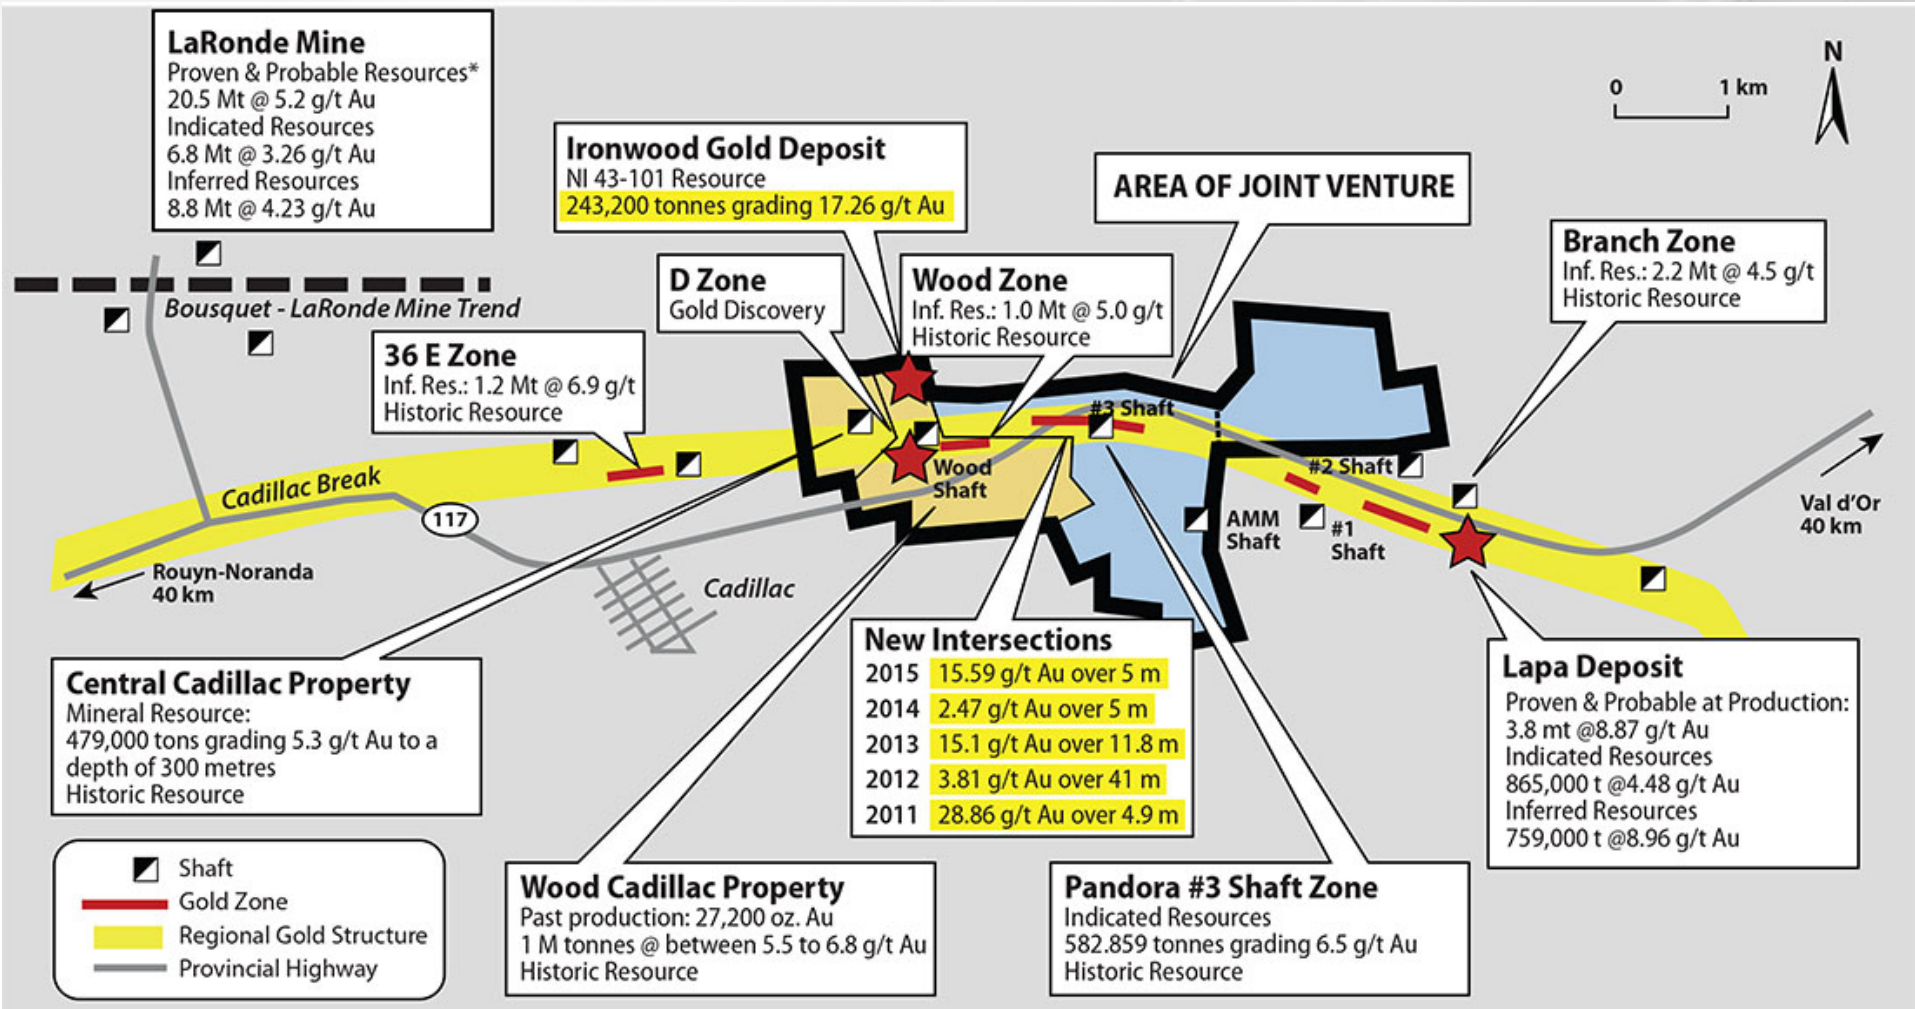 LaRonde Mine
Proven & Probable Resources*
20.5 Mt @ 5.2 g/t Au
Indicated Resources
6.8 Mt @ 3.26 g/t Au
Inferred Resources
8.8 Mt @ 4.23 g/t Au
Ironwood Gold Deposit
NI 43-101 Resource
243,200 tonnes grading 17.26 g/t Au
AREA OF JOINT VENTURE
0 1 km
N
Branch Zone
Inf. Res.: 2.2 Mt @ 4.5 g/t
Historic Resource
D Zone
Gold Discovery
Wood Zone
Inf. Res.: 1.0 Mt @ 5.0 g/t
Historic Resource
Bousquet - LaRonde Mine Trend
36 E Zone
Inf. Res.: 1.2 Mt @ 6.9 g/t
Historic Resource
#3 Shaft
Wood
Shaft
#2 Shaft
Cadillac Break
117
AMM
Shaft
#1
Shaft
Val d'Or
40 km
Rouyn-Noranda
40 km
Cadillac
Central Cadillac Property
Mineral Resource:
479,000 tons grading 5.3 g/t Au to a
depth of 300 metres
Historic Resource
New Intersections
2015 15.59 g/t Au over 5 m
2014 2.47 g/t Au over 5 m
2013 15.1 g/t Au over 11.8 m
2012 3.81 g/t Au over 41 m
2011 28.86 g/t Au over 4.9 m
Lapa Deposit
Proven & Probable at Production:
3.8 mt @8.87 g/t Au
Indicated Resources
865,000 t @4.48 g/t Au
Inferred Resources
759,000 t @8.96 g/t Au
Shaft
Gold Zone
Regional Gold Structure
Provincial Highway
Wood Cadillac Property
Past production: 27,200 oz. Au
1 M tonnes @ between 5.5 to 6.8 g/t Au
Historic Resource
Pandora #3 Shaft Zone
Indicated Resources
582.859 tonnes grading 6.5 g/t Au
Historic Resource